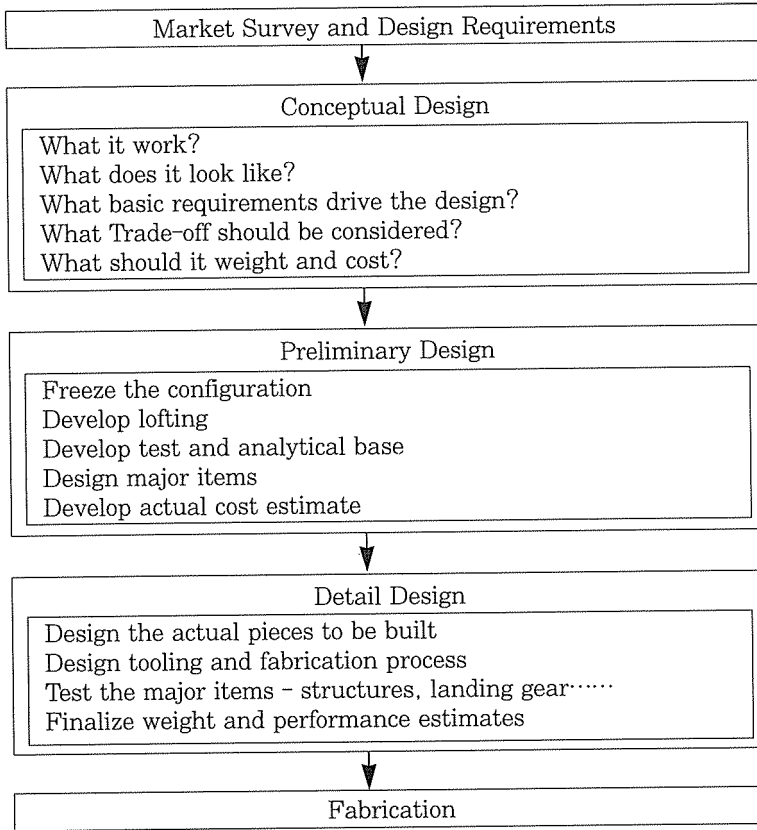 Market Survey and Design Requirements
Conceptual Design
What it work?
What does it look like?
What basic requirements drive the design?
What Trade-off should be considered?
What should it weight and cost?
Preliminary Design
Freeze the configuration
Develop lofting
Develop test and analytical base
Design major items
Develop actual cost estimate
Detail Design
Design the actual pieces to be built
Design tooling and fabrication process
Test the major items - structures, landing gear……
Finalize weight and performance estimates
Fabrication